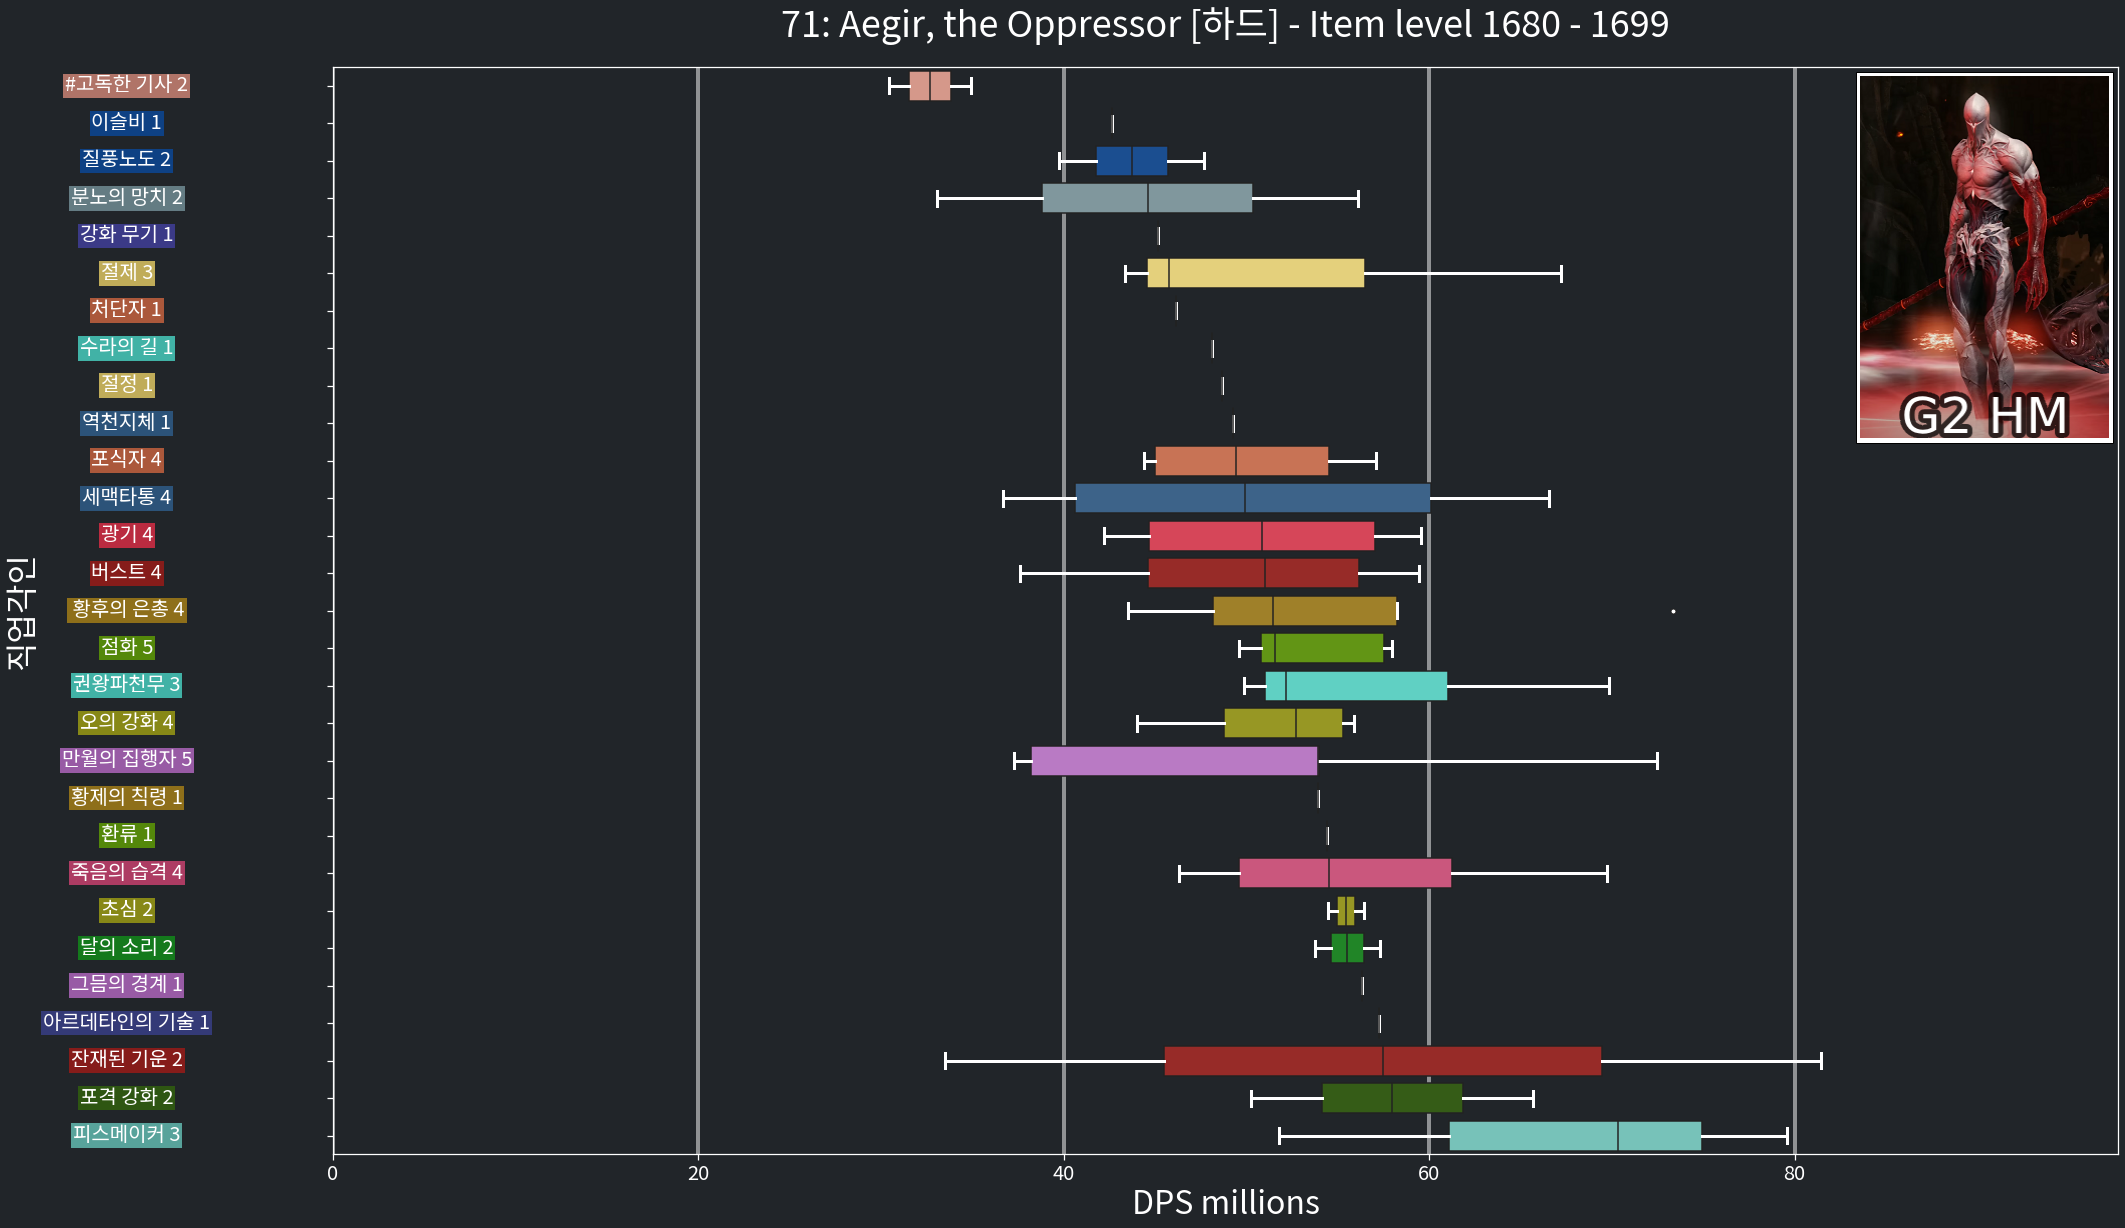 71: Aegir, the Oppressor [하드] - Item level 1680 - 1699
#고독한 기사 2
이슬비 1
질풍노도 2
분노의 망치 2
강화 무기 1
절제 3
처단자 1
수라의 길 1
절정 1
역천지체 1
포식자 4
세맥타통 4
광기 4
버스트 4
황후의 은총 4
점화 5
권왕파천무 3
오의 강화 4
만월의 집행자 5
황제의 칙령 1
환류 1
죽음의 습격 4
초심 2
달의 소리 2
그믐의 경계 1
아르데타인의 기술 1
잔재된 기운 2
포격 강화 2
피스메이커 3
직업각인
G2 HM
0 20 40 60 80
DPS millions